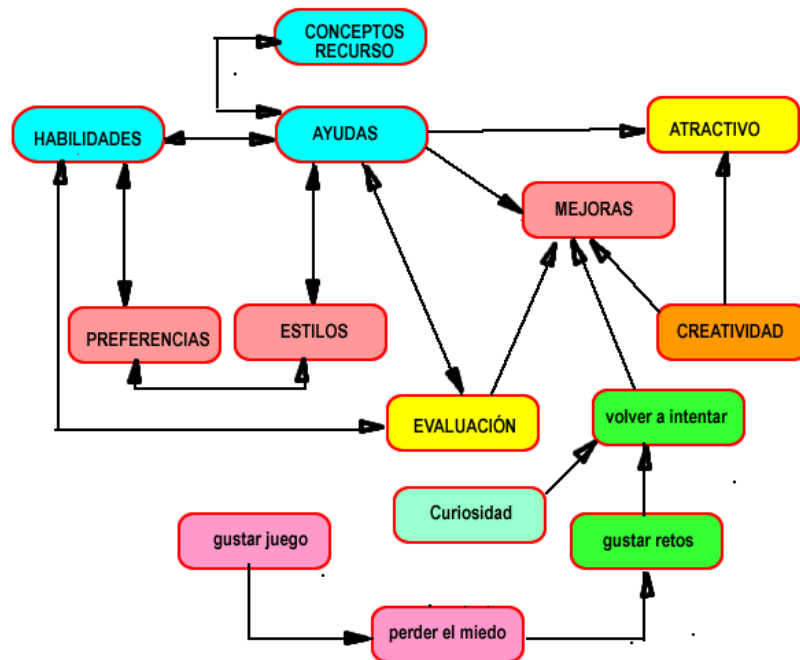 CONCEPTOS
RECURSO
HABILIDADES
AYUDAS
ATRACTIVO
MEJORAS
PREFERENCIAS
ESTILOS
CREATIVIDAD
EVALUACIÓN
volver a intentar
Curiosidad
gustar juego
gustar retos
perder el miedo